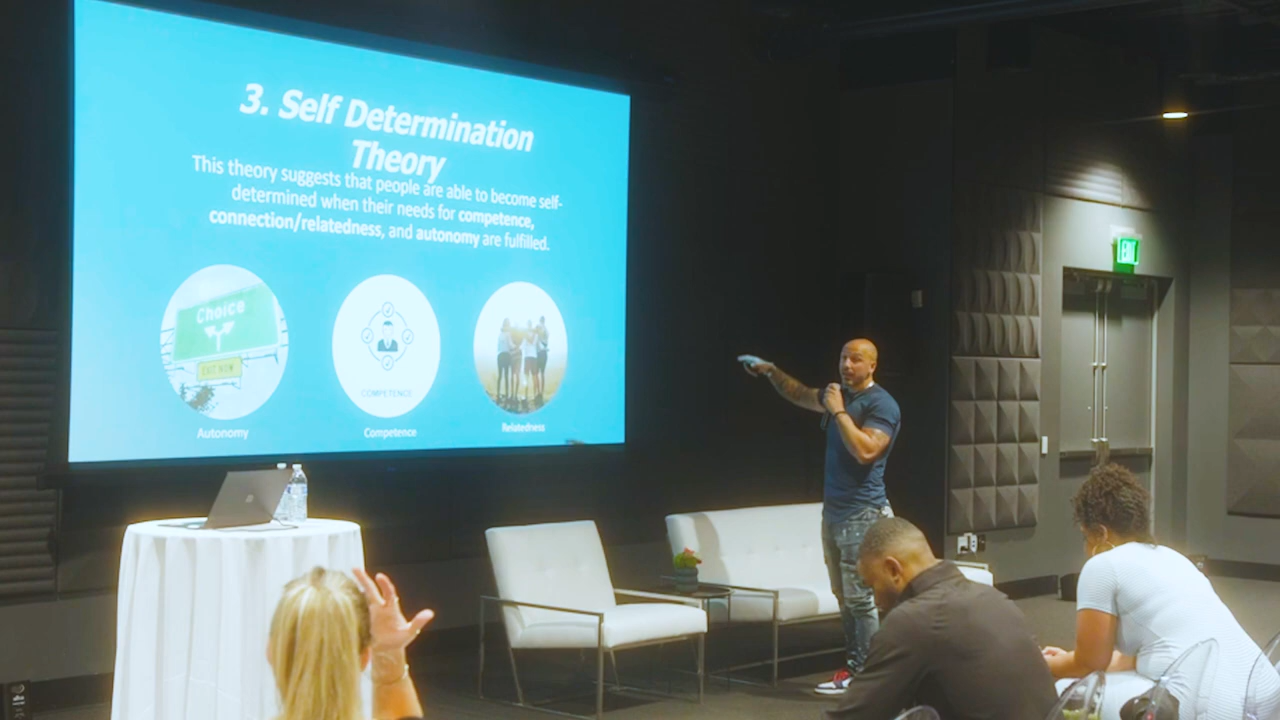 3. Self Determination
Theory
This theory suggests that people are able to become self-
determined when their needs for competence,
connection/relatedness, and autonomy are fulfilled.
Choice
EXIT NOW
COMPETENCE
Autonomy
Competence
Relatedness
EXIT